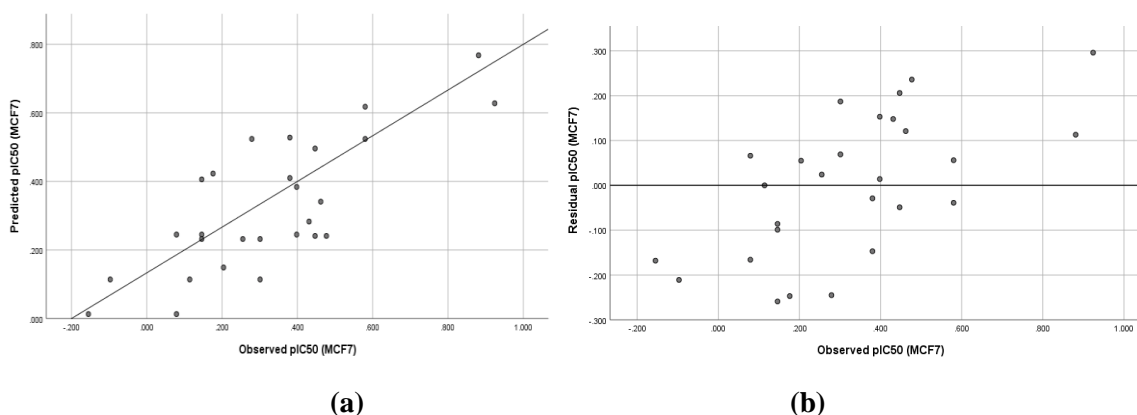 .800
.600
.400
.200
.000
Predicted pIC50 (MCF7)
-.200 .000 .200 .400 .600 .800 1.000
Observed pIC50 (MCF7)
(a)
.300
.200
.100
.000
-.100
-.200
-.300
Residual pIC50 (MCF7)
-.200 .000 .200 .400 .600 .800 1.000
Observed pIC50 (MCF7)
(b)